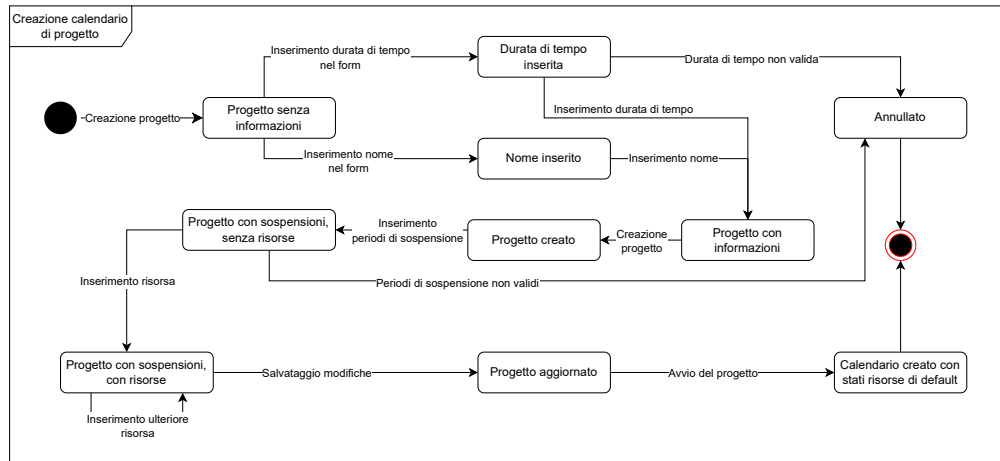 Creazione calendario
di progetto
Inserimento durata di tempo
nel form
Durata di tempo
inserita
Durata di tempo non valida
Creazione progetto
Progetto senza
informazioni
Inserimento durata di tempo
Annullato
Inserimento nome
nel form
Nome inserito
Inserimento nome
Progetto con sospensioni,
senza risorse
Inserimento
periodi di sospensione
Progetto creato
Creazione
progetto
Progetto con
informazioni
Inserimento risorsa
Periodi di sospensione non validi
Progetto con sospensioni,
con risorse
Salvataggio modifiche
Progetto aggiornato
Avvio del progetto
Calendario creato con
stati risorse di default
Inserimento ulteriore
risorsa